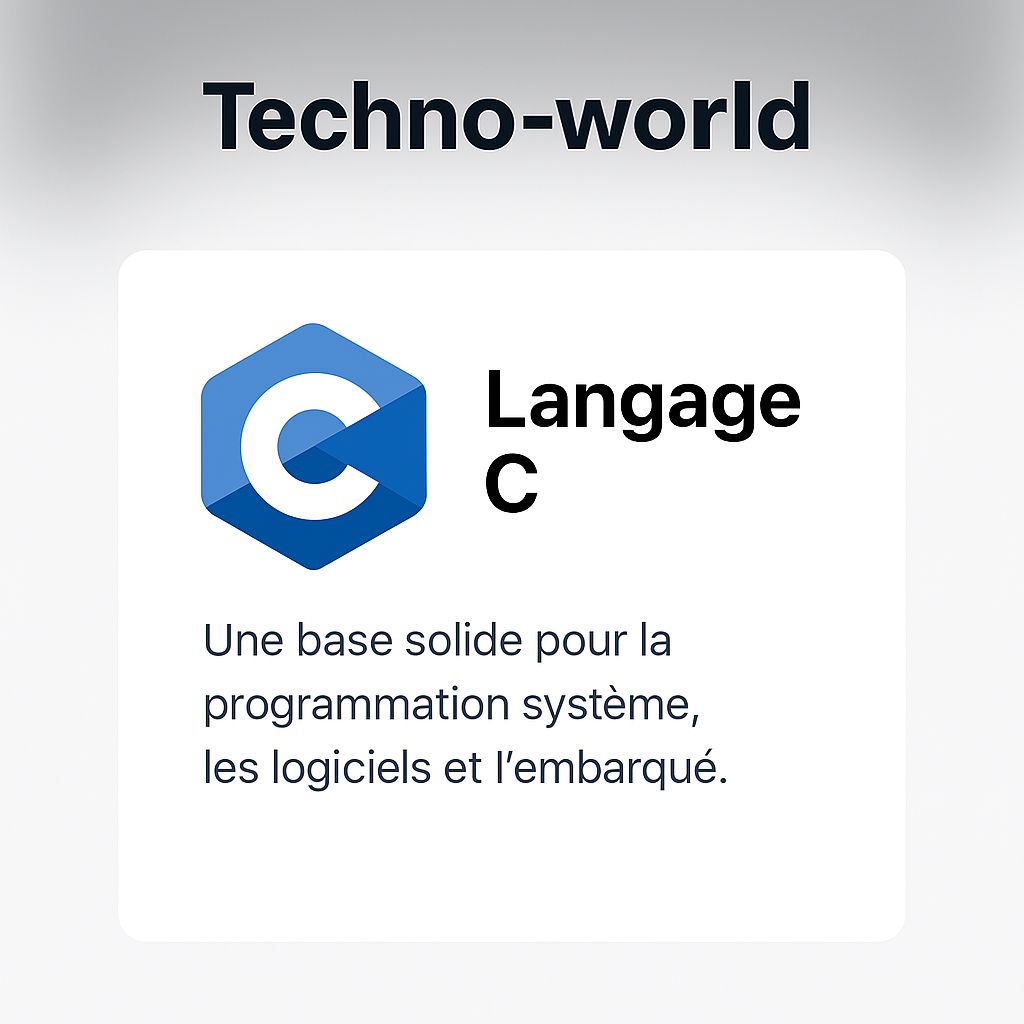 Techno-world
C
Langage
C
Une base solide pour la
programmation système,
les logiciels et l’embarqué.